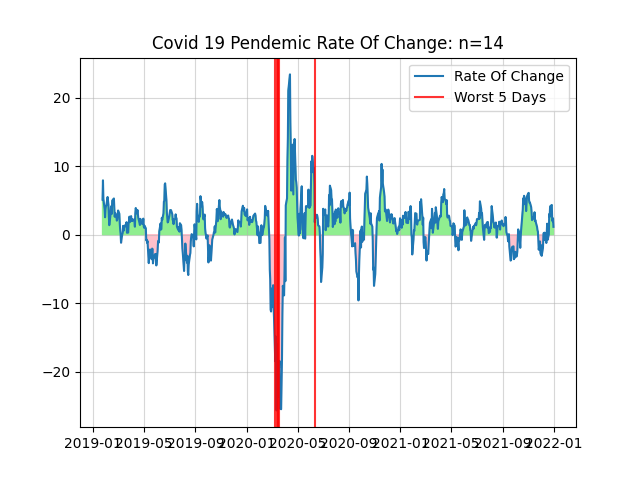 Covid 19 Pendemic Rate Of Change: n=14
Rate Of Change
Worst 5 Days
20
10
0
−10
−20
2019-01 2019-05 2019-09 2020-01 2020-05 2020-09 2021-01 2021-05 2021-09 2022-01